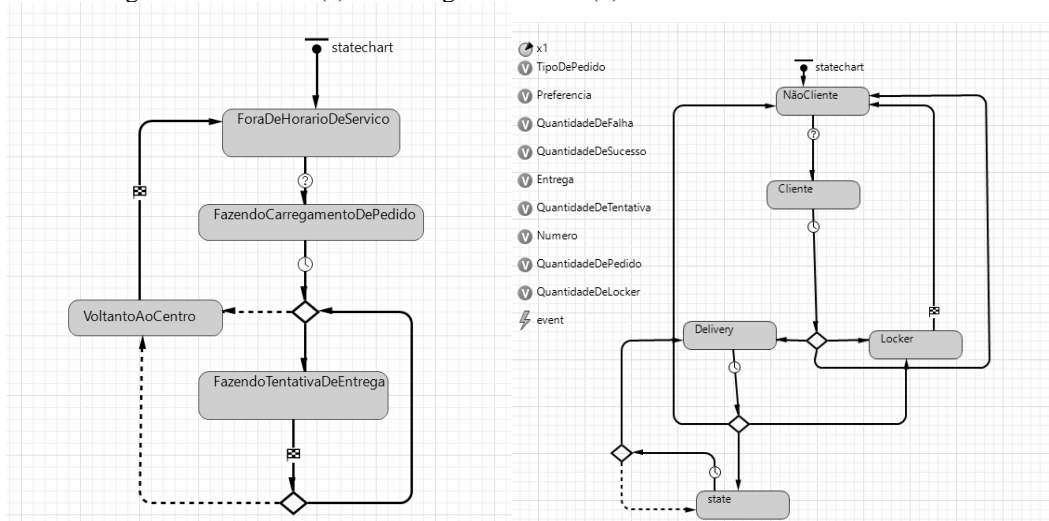 statechart
ForaDeHorarioDeServico
FazendoCarregamentoDePedido
VoltantoAoCentro
FazendoTentativaDeEntrega
x1
TipoDePedido
Preferencia
QuantidadeDeFalha
QuantidadeDeSucesso
Entrega
QuantidadeDeTentativa
Numero
QuantidadeDePedido
QuantidadeDeLocker
event
statechart
NãoCliente
Cliente
Delivery
Locker
state